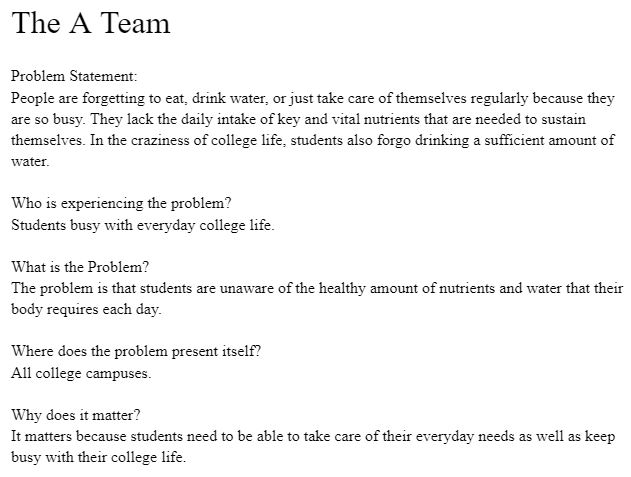 The A Team
Problem Statement:
People are forgetting to eat, drink water, or just take care of themselves regularly because they
are so busy. They lack the daily intake of key and vital nutrients that are needed to sustain
themselves. In the craziness of college life, students also forgo drinking a sufficient amount of
water.
Who is experiencing the problem?
Students busy with everyday college life.
What is the Problem?
The problem is that students are unaware of the healthy amount of nutrients and water that their
body requires each day.
Where does the problem present itself?
All college campuses.
Why does it matter?
It matters because students need to be able to take care of their everyday needs as well as keep
busy with their college life.